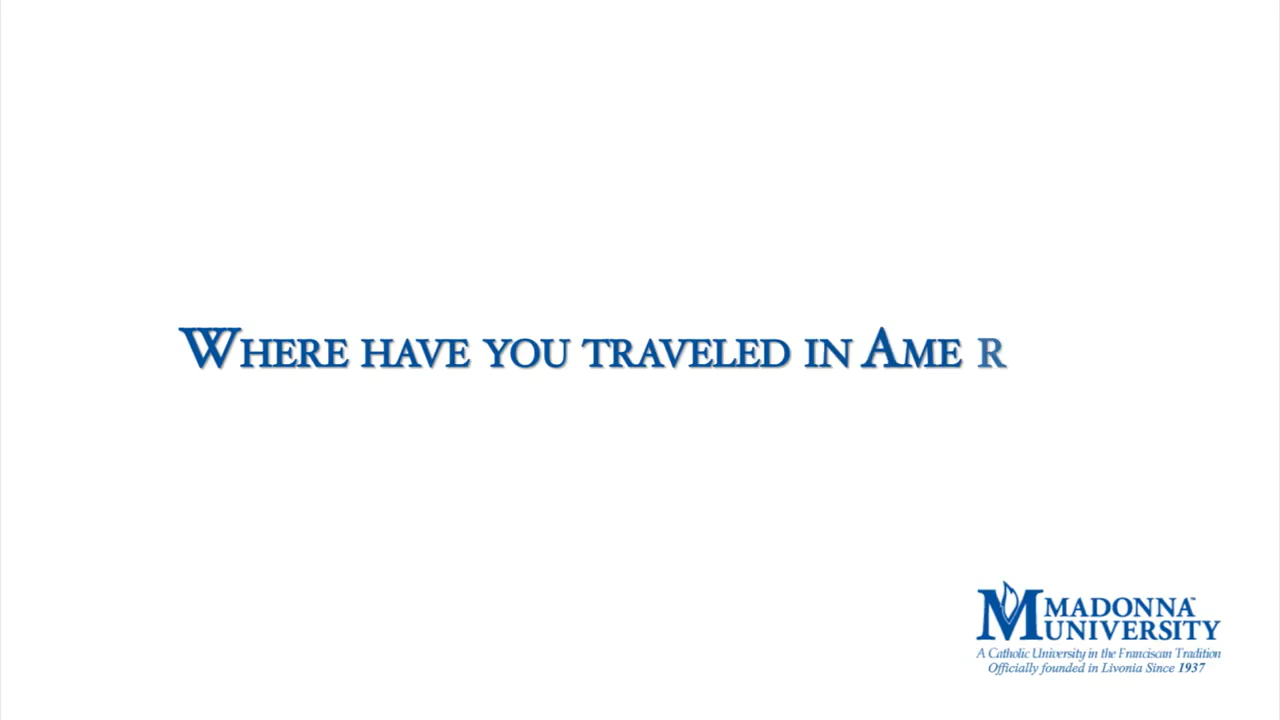 Where have you traveled in Ame r
MADONNA™
UNIVERSITY
A Catholic University in the Franciscan Tradition
Officially founded in Livonia Since 1937